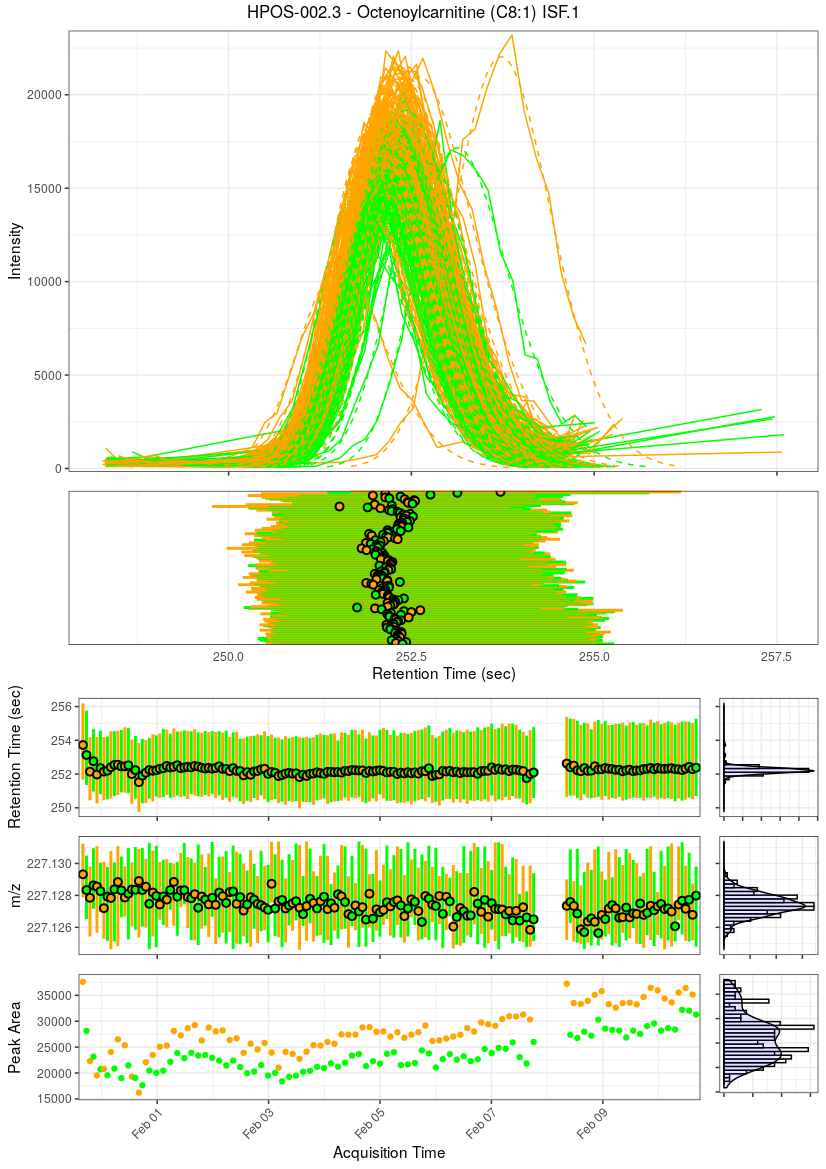 HPOS-002.3 - Octenoylcarnitine (C8:1) ISF.1
Intensity
20000
15000
10000
5000
0
250.0 252.5 255.0 257.5
Retention Time (sec)
Retention Time (sec)
256
254
252
250
m/z
227.130
227.128
227.126
Peak Area
35000
30000
25000
20000
15000
Feb 01 Feb 03 Feb 05 Feb 07 Feb 09
Acquisition Time